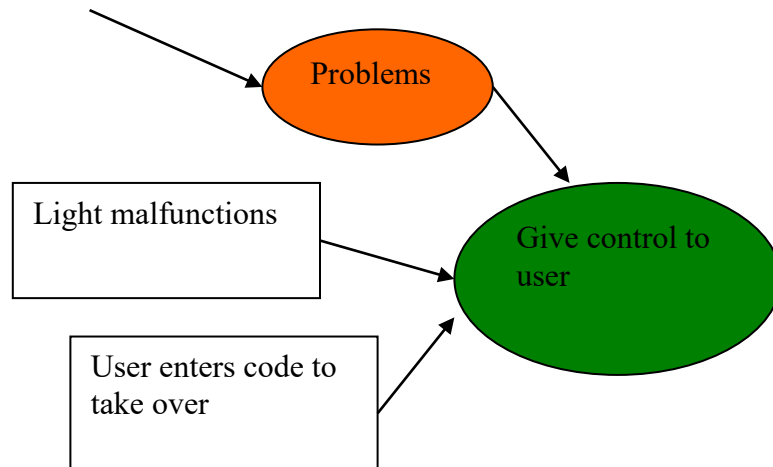 Problems
Light malfunctions
Give control to
user
User enters code to
take over